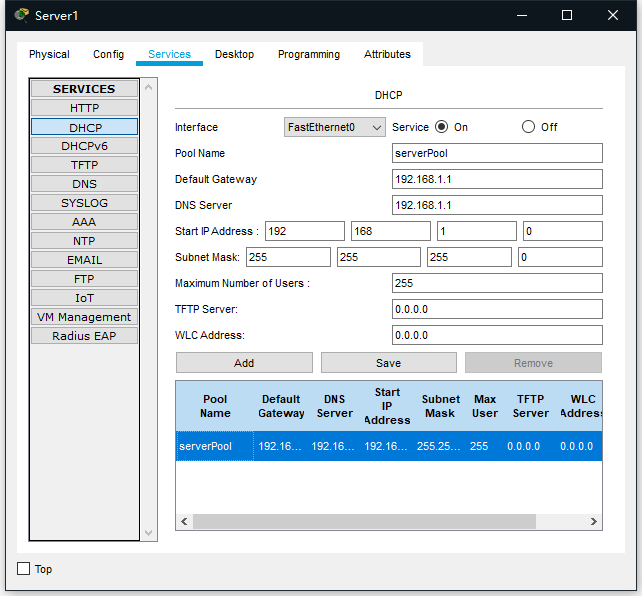 Server1
Physical Config Services Desktop Programming Attributes
SERVICES
HTTP
DHCP
DHCPv6
TFTP
DNS
SYSLOG
AAA
NTP
EMAIL
FTP
IoT
VM Management
Radius EAP
DHCP
Interface FastEthernet0 Service On Off
Pool Name serverPool
Default Gateway 192.168.1.1
DNS Server 192.168.1.1
Start IP Address : 192 168 1 0
Subnet Mask: 255 255 255 0
Maximum Number of Users : 255
TFTP Server: 0.0.0.0
WLC Address: 0.0.0.0
Add Save Remove
Pool Name Default Gateway DNS Server Start IP Address Subnet Mask Max User TFTP Server WLC Address
serverPool 192.16... 192.16... 192.16... 255.25... 255 0.0.0.0 0.0.0.0
Top